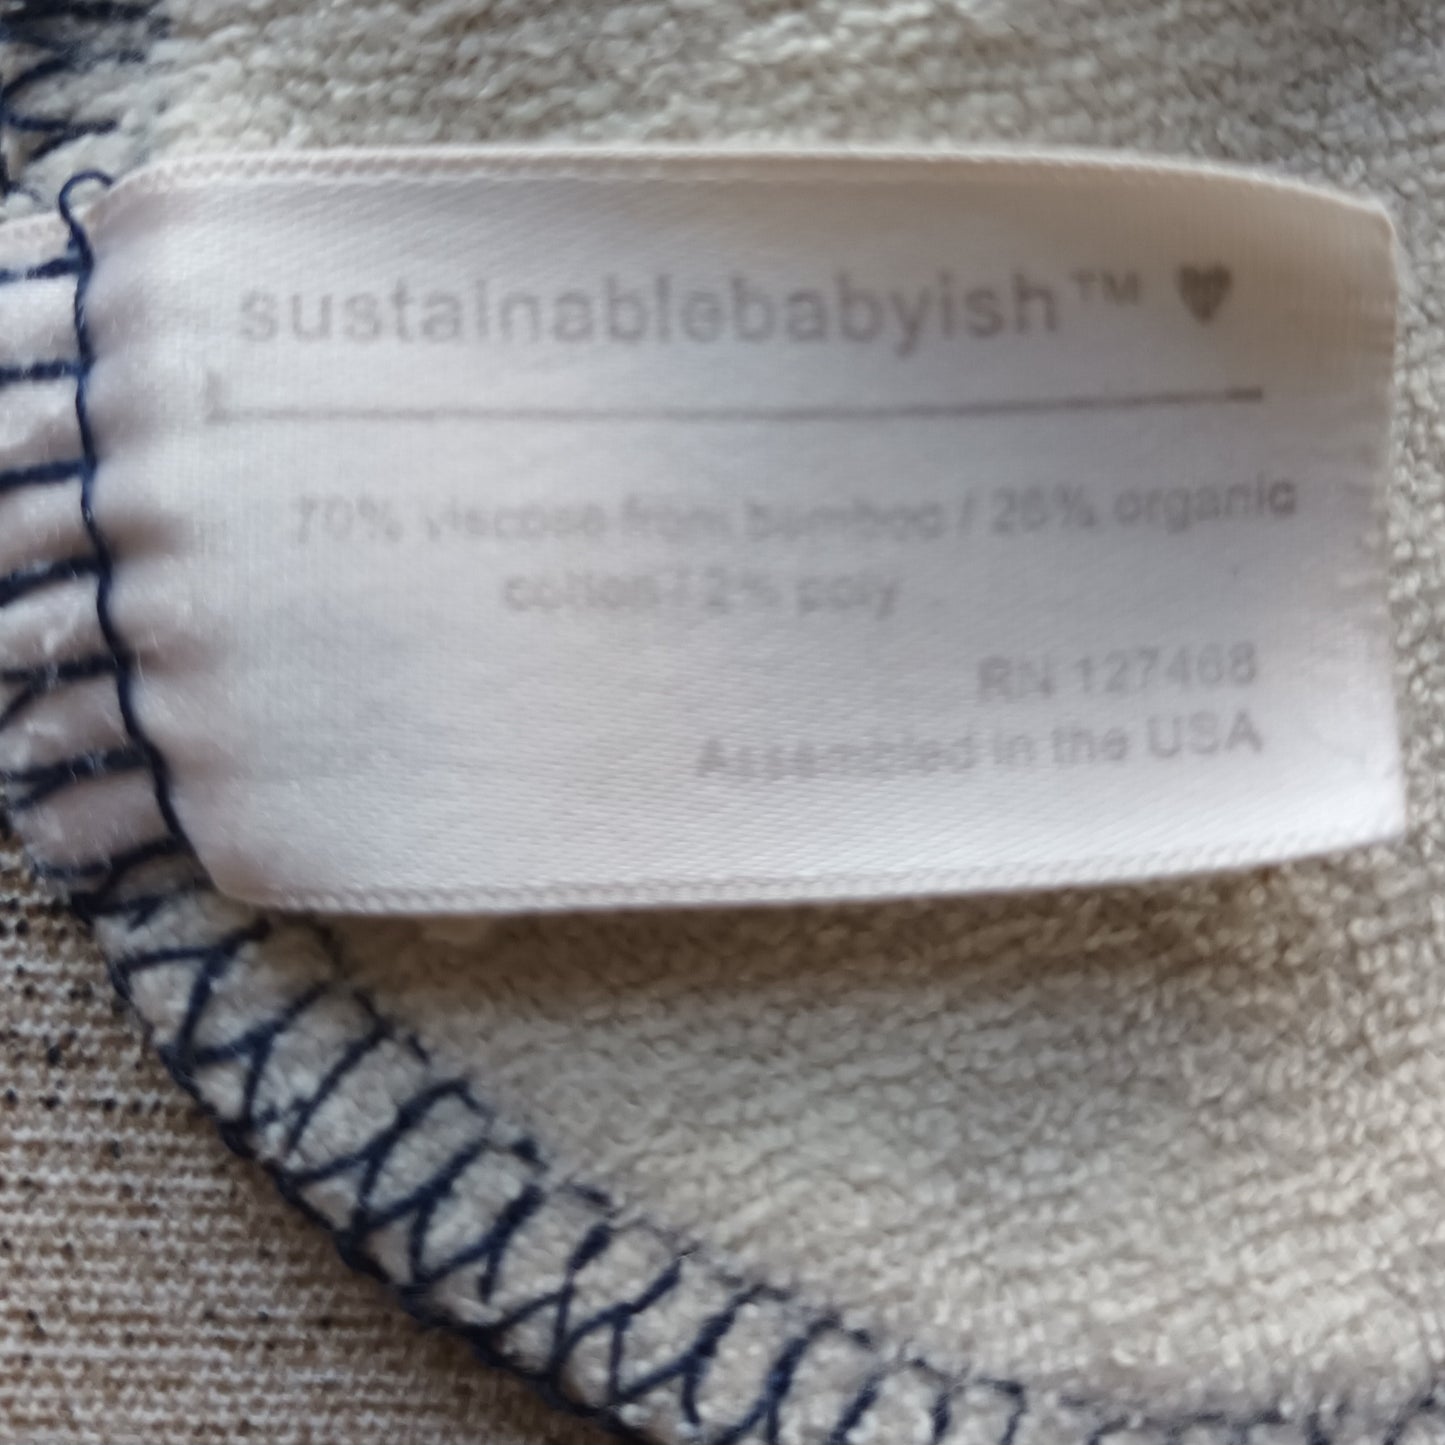 sustainablebabyish™ ♥
70% viscose from bamboo / 28% organic
cotton / 2% poly
RN 127468
Assembled in the USA